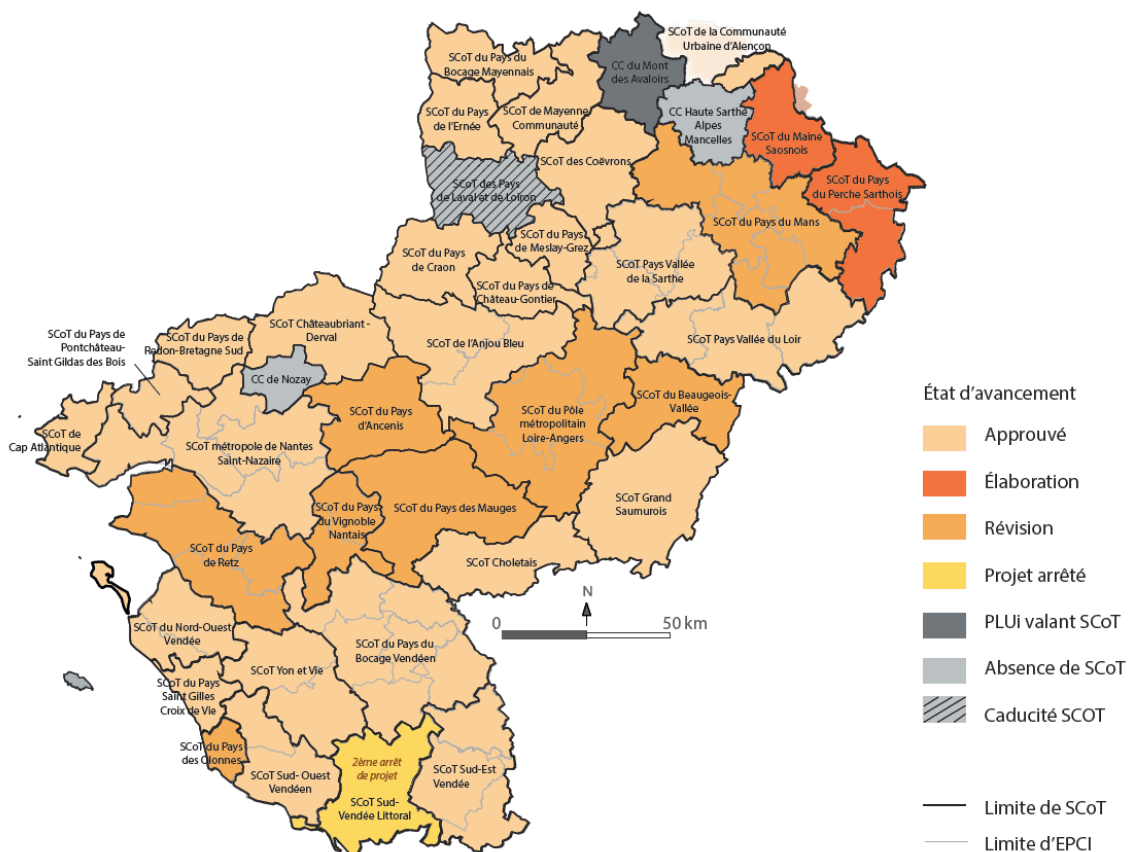 SCoT de la Communauté
Urbaine d'Alençon
SCoT du Pays du
Bocage Mayennais
CC du Mont
des Avaloirs
CC Haute Sarthe
Alpes
Mancelles
SCoT du Maine
Saosnois
SCoT du Pays
de l'Ernée
SCoT de Mayenne
Communauté
SCoT des Coëvrons
SCoT du Pays
du Perche Sarthois
SCoT des Pays
de Laval et de Loiron
SCoT du Pays du Mans
SCoT du Pays
de Meslay-Grez
SCoT du Pays
de Craon
SCoT Pays Vallée
de la Sarthe
SCoT du Pays de
Château-Gontier
SCoT du Pays de
Pontchâteau-
Saint Gildas des Bois
SCoT du Pays de
Redon-Bretagne Sud
SCoT Châteaubriant -
Derval
SCoT de l'Anjou Bleu
SCoT Pays Vallée du Loir
CC de Nozay
SCoT du Beaugeois-
Vallée
SCoT du Pays
d'Ancenis
SCoT du Pôle
métropolitain
Loire-Angers
SCoT de
Cap Atlantique
SCoT métropole de Nantes
Saint-Nazaire
SCoT Grand
Saumurois
SCoT du Pays
du Vignoble
Nantais
SCoT du Pays des Mauges
SCoT du Pays
de Retz
SCoT Choletais
N
0
50 km
SCoT du Nord-Ouest
Vendée
SCoT du Pays du
Bocage Vendéen
SCoT Yon et Vie
SCoT du Pays
Saint Gilles
Croix de Vie
SCoT du Pays
des Olonnes
2ème arrêt
de projet
SCoT Sud- Ouest
Vendéen
SCoT Sud-Est
Vendée
SCoT Sud-
Vendée Littoral
État d'avancement
Approuvé
Élaboration
Révision
Projet arrêté
PLUi valant SCoT
Absence de SCoT
Caducité SCOT
Limite de SCoT
Limite d'EPCI